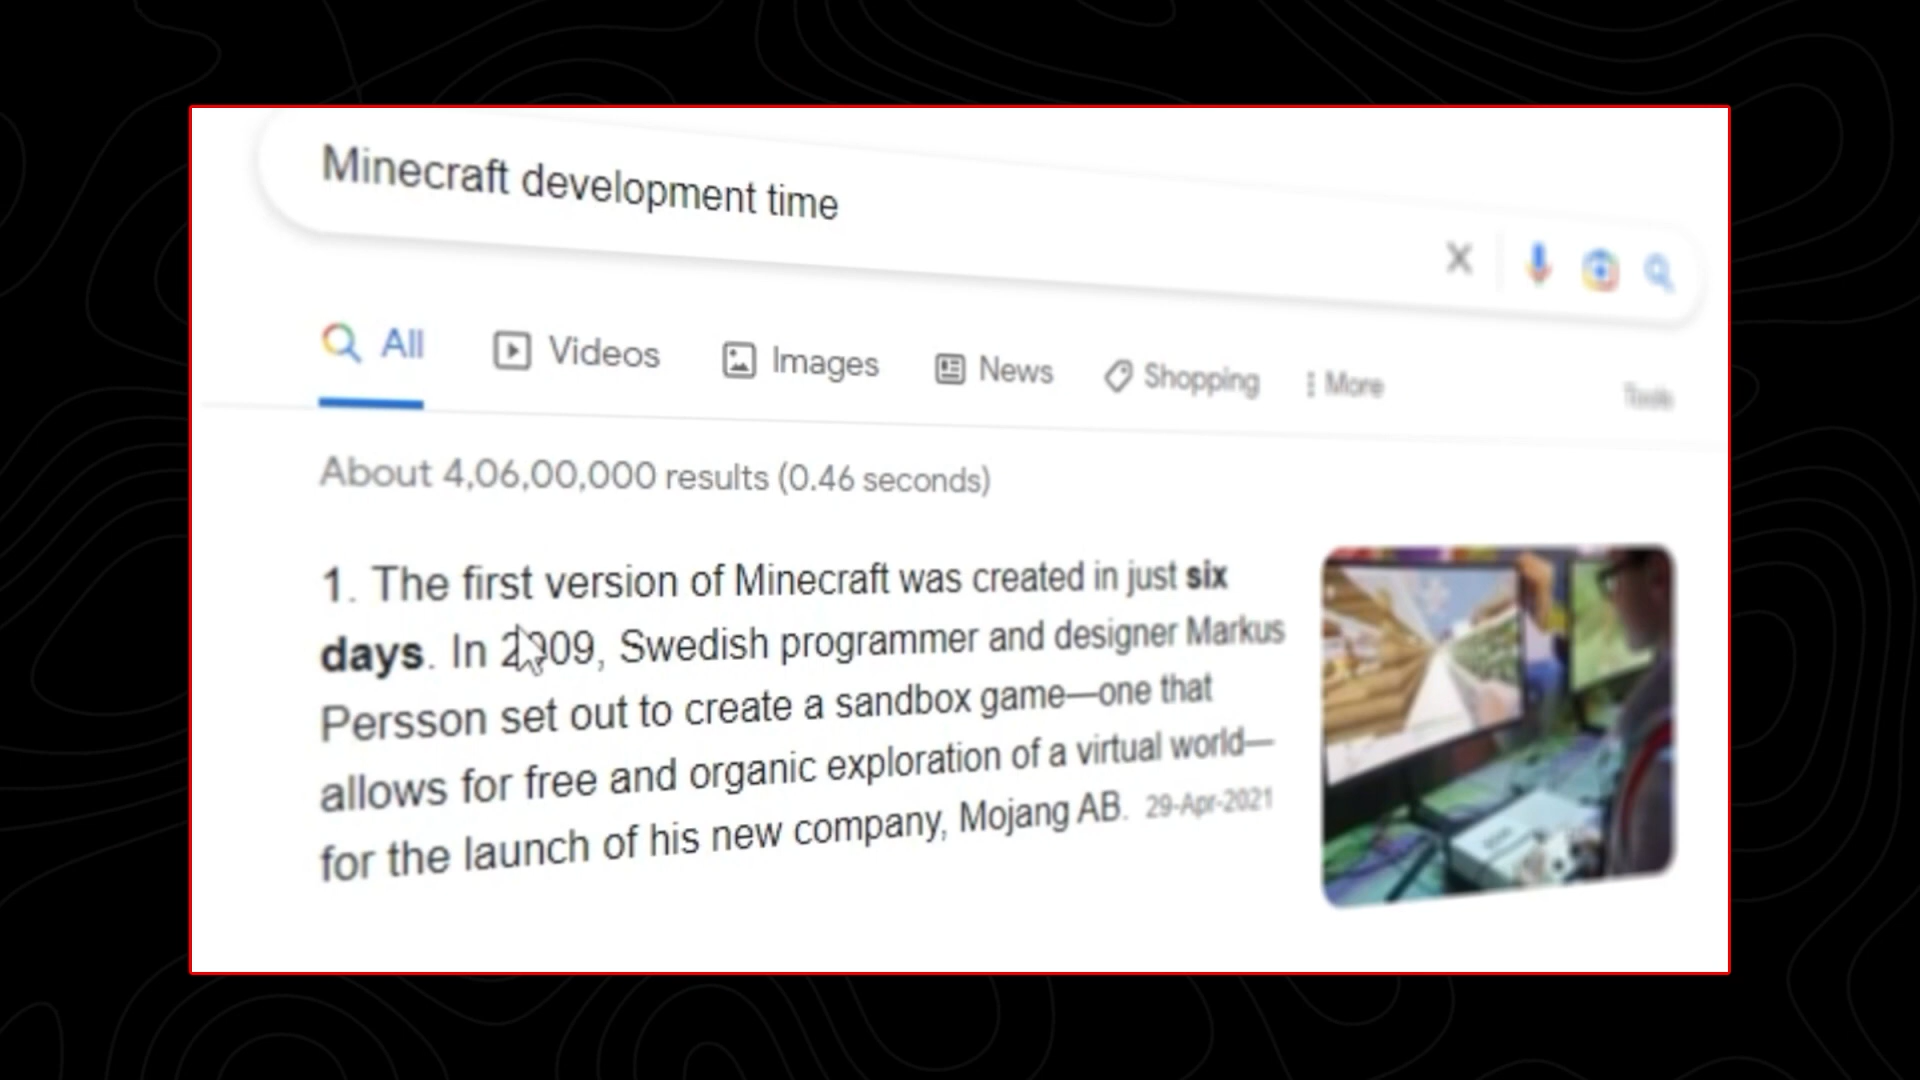 Minecraft development time
All Videos Images News Shopping More Tools
About 4,06,00,000 results (0.46 seconds)
1. The first version of Minecraft was created in just six
days. In 2009, Swedish programmer and designer Markus
Persson set out to create a sandbox game—one that
allows for free and organic exploration of a virtual world—
for the launch of his new company, Mojang AB. 29-Apr-2021